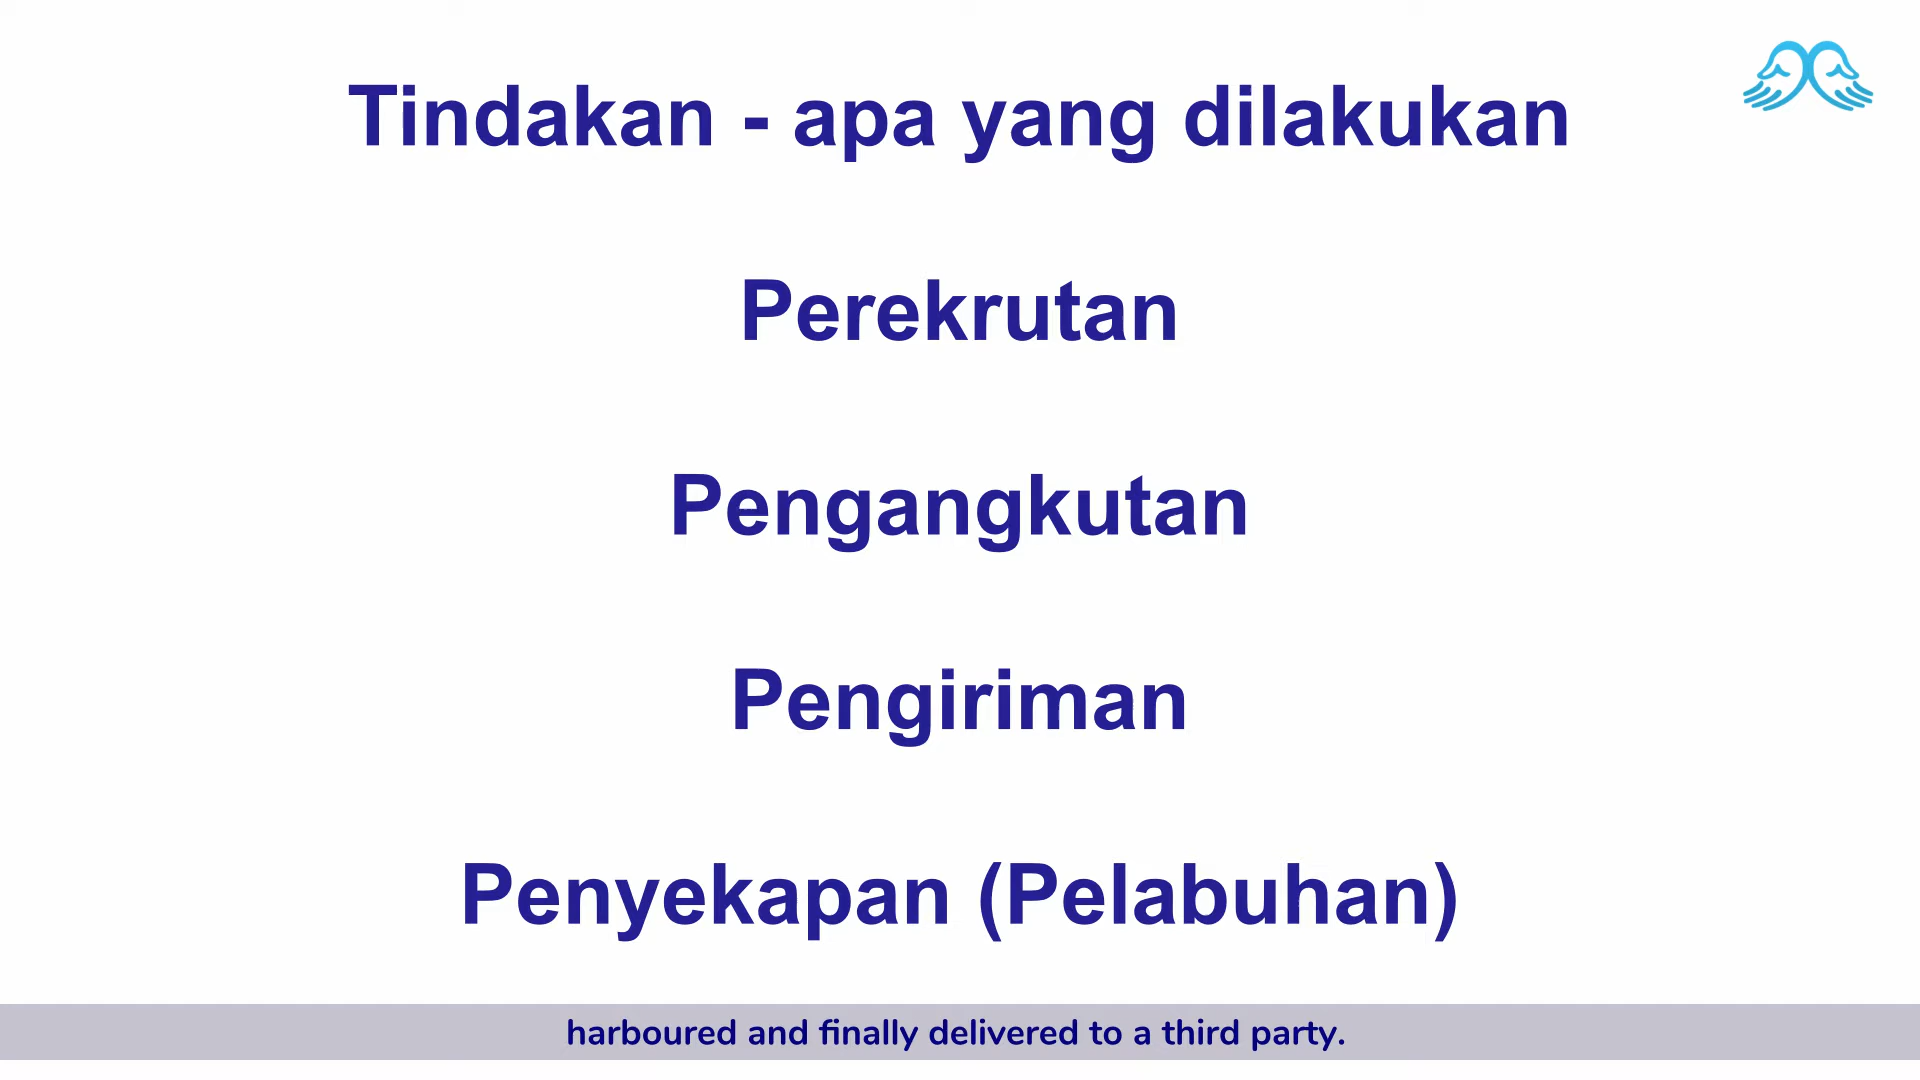 Tindakan - apa yang dilakukan
Perekrutan
Pengangkutan
Pengiriman
Penyekapan (Pelabuhan)
harboured and finally delivered to a third party.